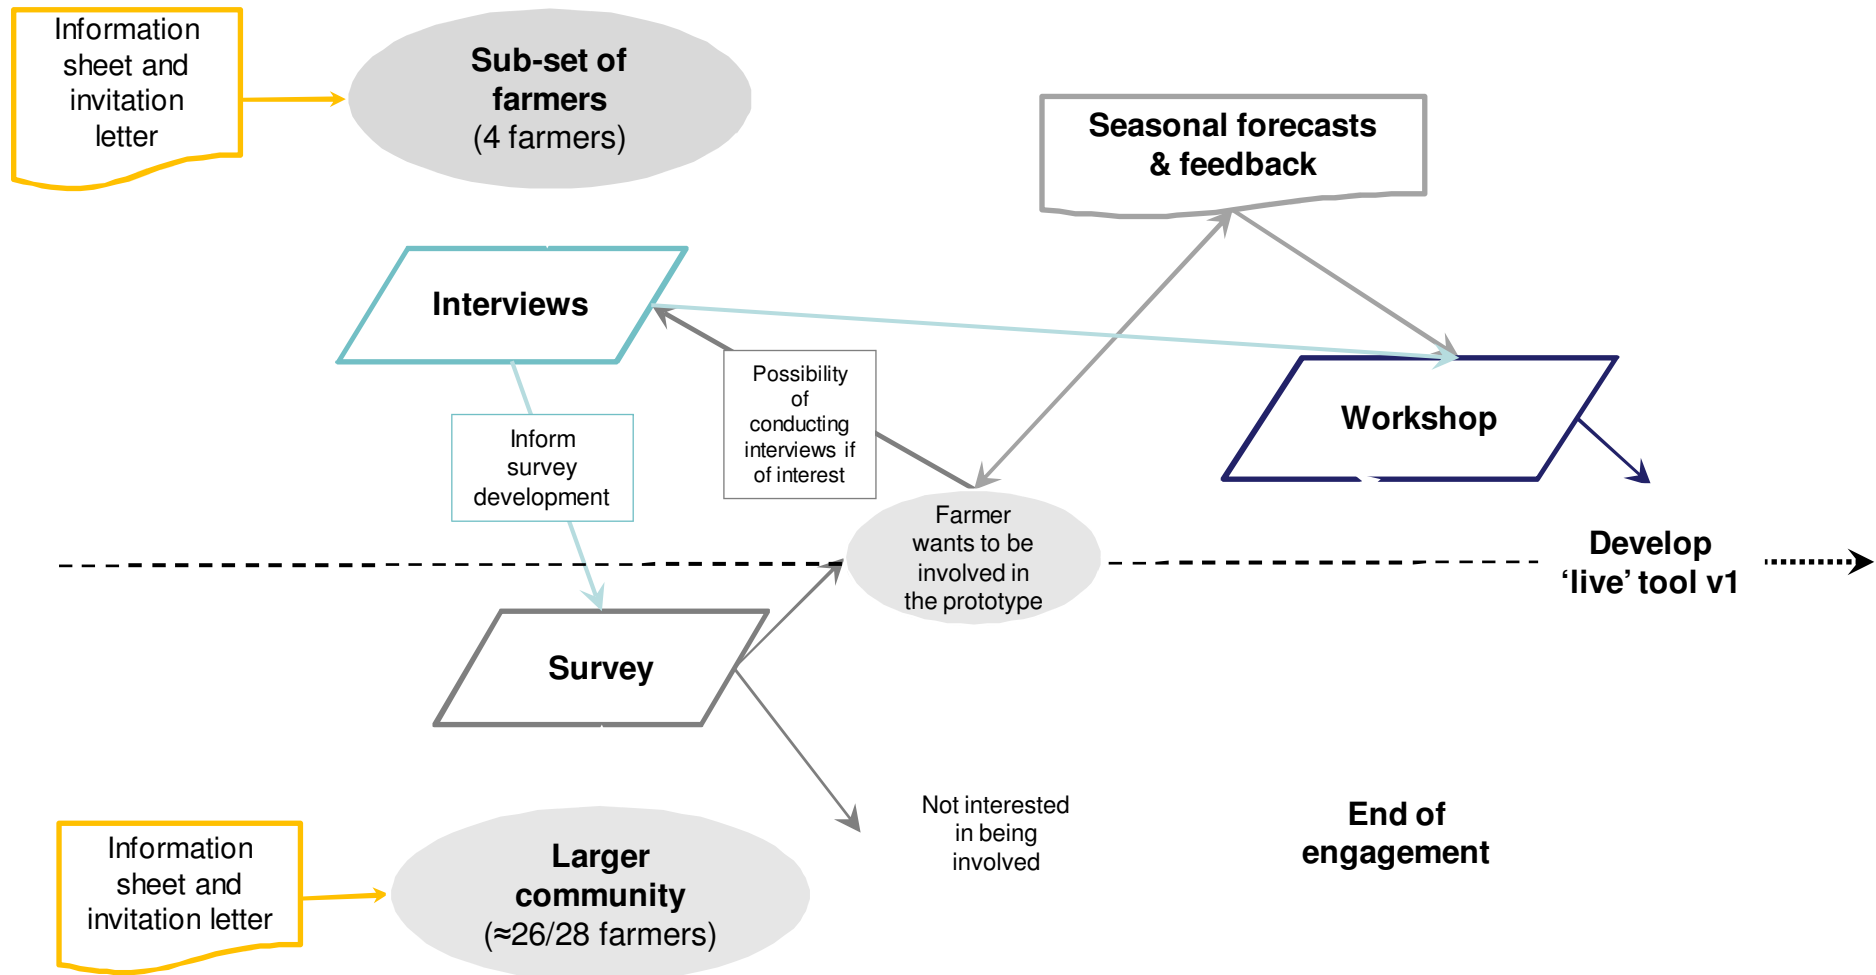 Information
sheet and
invitation
letter
Sub-set of
farmers
(4 farmers)
Seasonal forecasts
& feedback
Interviews
Possibility
of
conducting
interviews if
of interest
Workshop
Inform
survey
development
Farmer
wants to be
involved in
the prototype
Develop
‘live’ tool v1
Survey
Not interested
in being
involved
End of
engagement
Information
sheet and
invitation letter
Larger
community
(≈26/28 farmers)